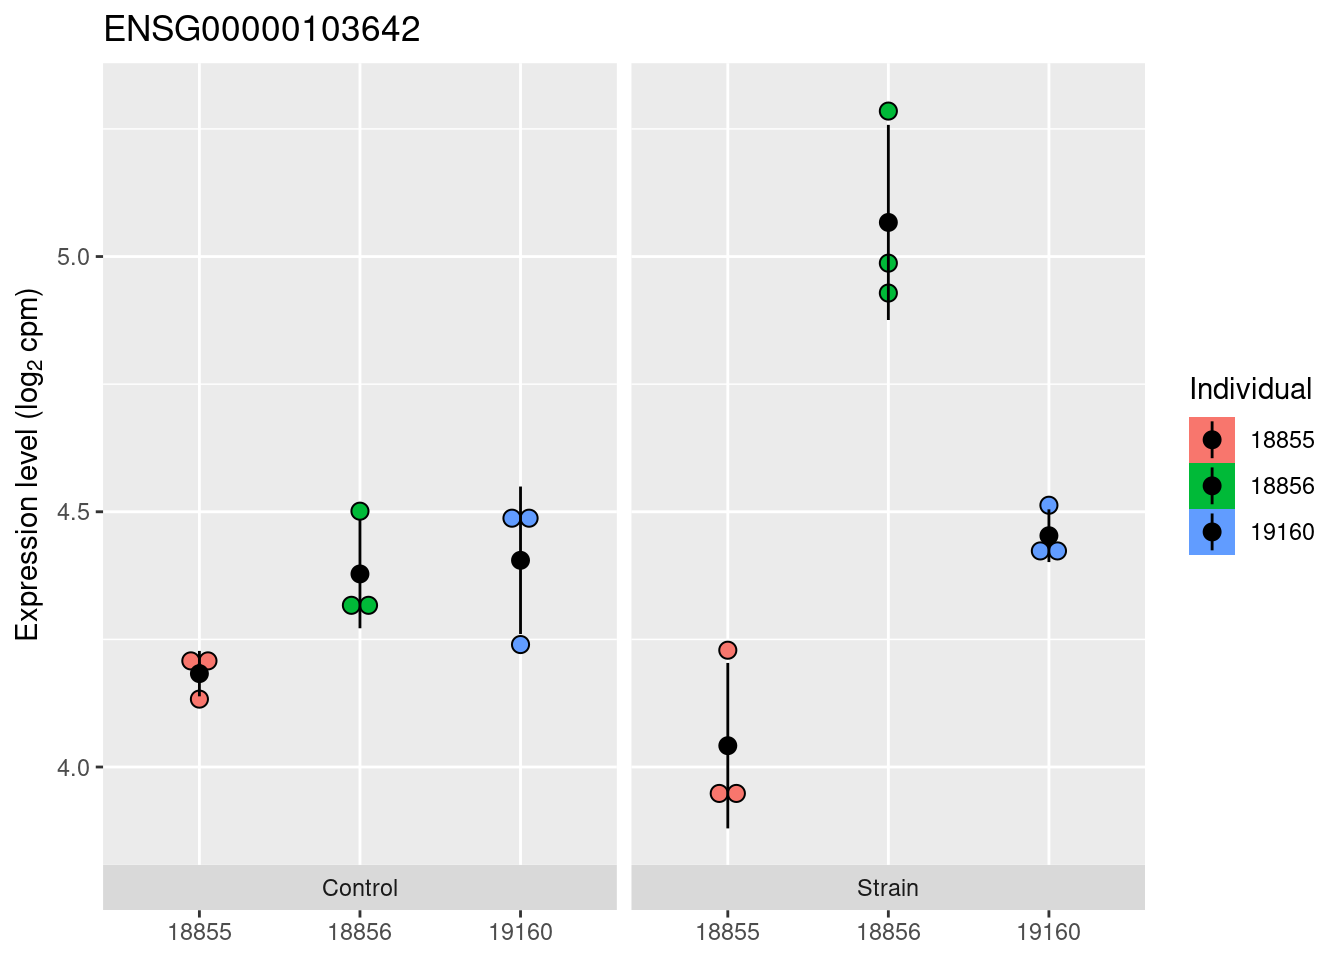 ENSG00000103642
Expression level (log₂ cpm)
5.0
4.5
4.0
Control
Strain
18855
18856
19160
18855
18856
19160
Individual
18855
18856
19160